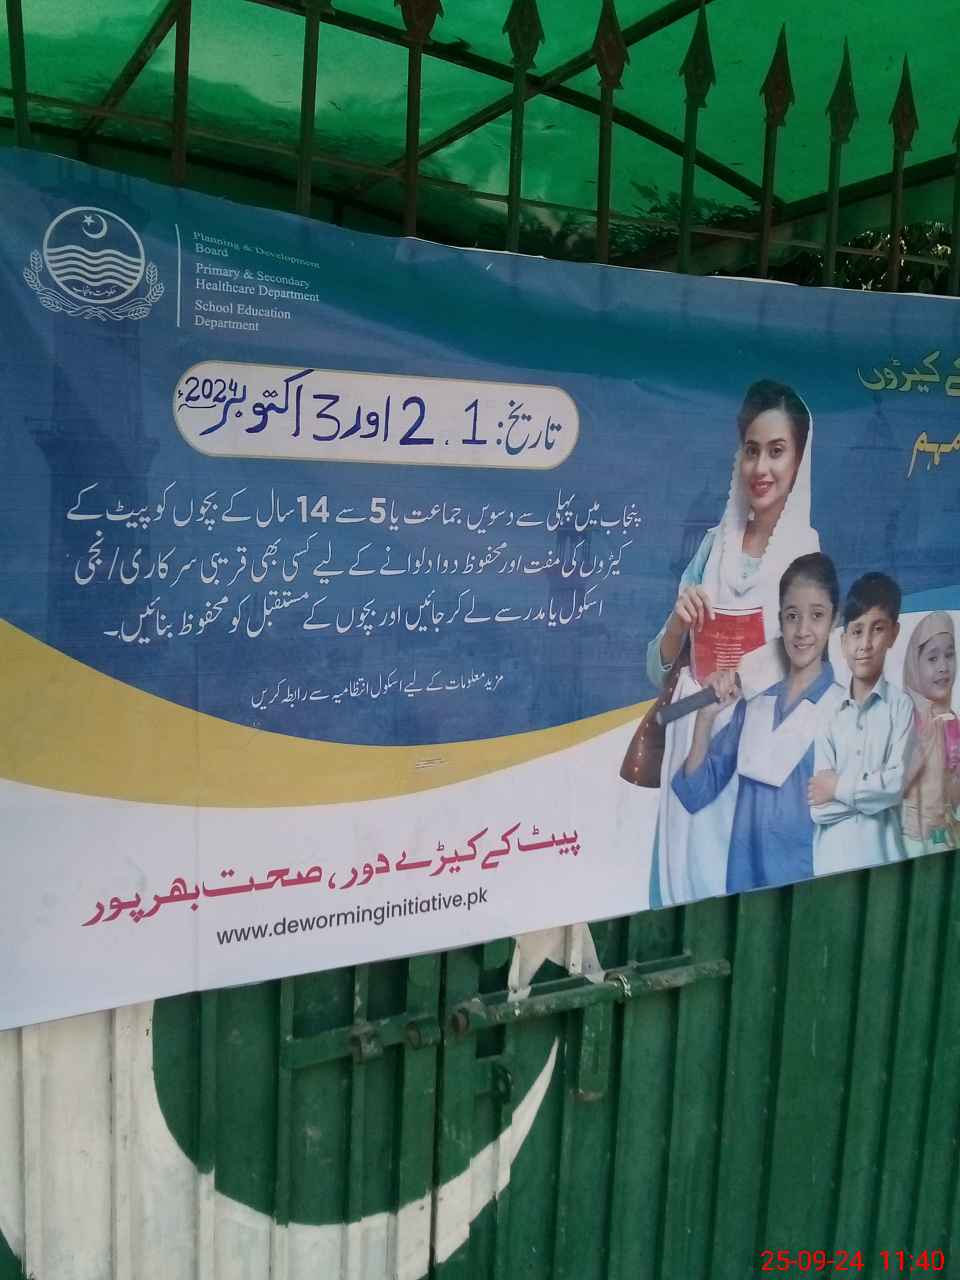 حکومتِ پنجاب
Planning & Development
Board
Primary & Secondary
Healthcare Department
School Education
Department
کے کیڑوں
مہم
تاریخ: 1، 2 اور 3 اکتوبر 2024ء
پنجاب میں پہلی سے دسویں جماعت یا 5 سے 14 سال کے بچوں کو پیٹ کے
کیڑوں کی مفت اور محفوظ دوا دلوانے کے لیے کسی بھی قریبی سرکاری/نجی
اسکول یا مدرسے لے کر جائیں اور بچوں کے مستقبل کو محفوظ بنائیں۔
مزید معلومات کے لیے اسکول انتظامیہ سے رابطہ کریں
پیٹ کے کیڑے دور، صحت بھرپور
www.deworminginitiative.pk
25-09-24 11:40